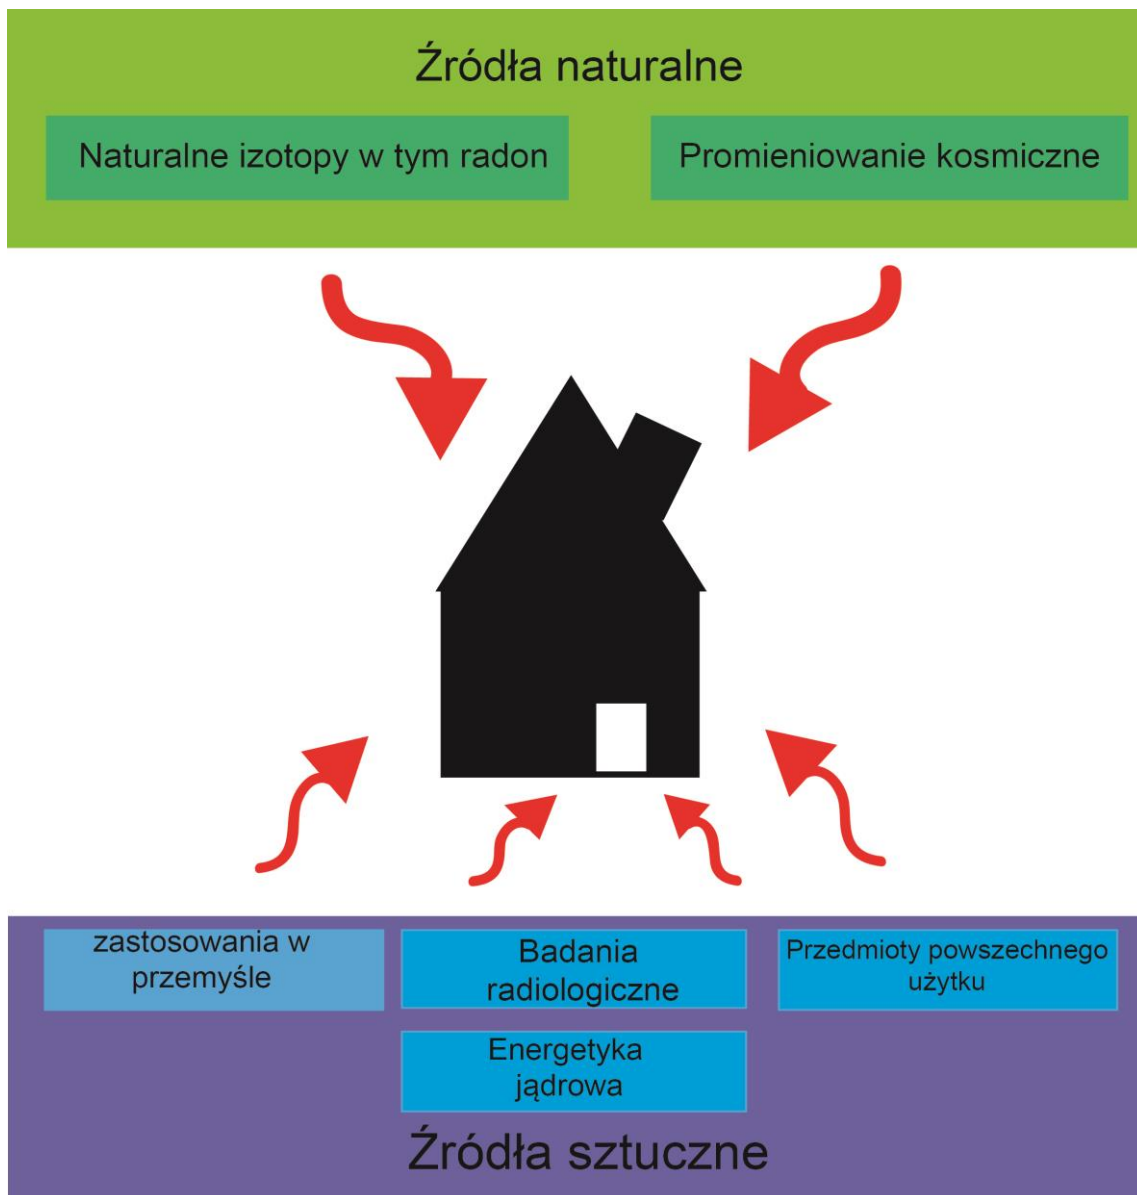 Źródła naturalne
Naturalne izotopy w tym radon
Promieniowanie kosmiczne
zastosowania w
przemyśle
Badania
radiologiczne
Przedmioty powszechnego
użytku
Energetyka
jądrowa
Źródła sztuczne